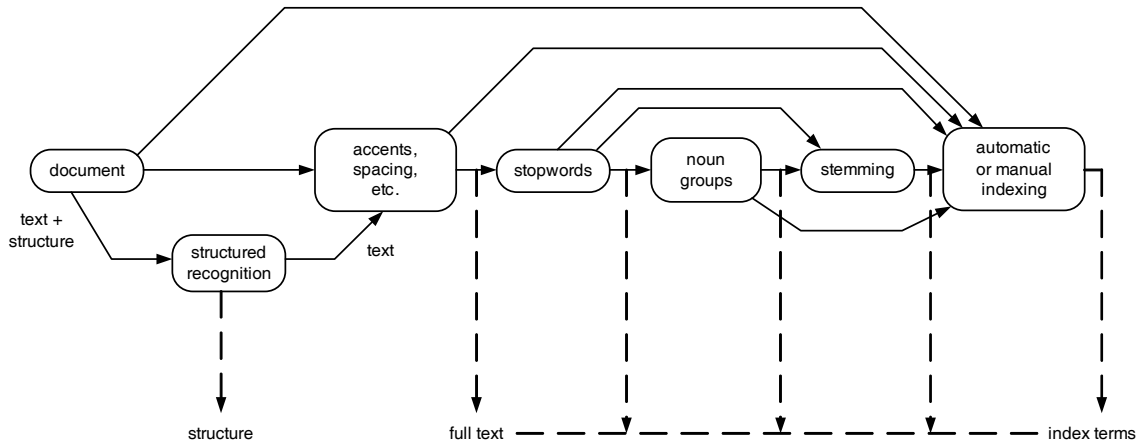 document
accents,
spacing,
etc.
stopwords
noun
groups
stemming
automatic
or manual
indexing
text +
structure
structured
recognition
text
structure
full text
index terms